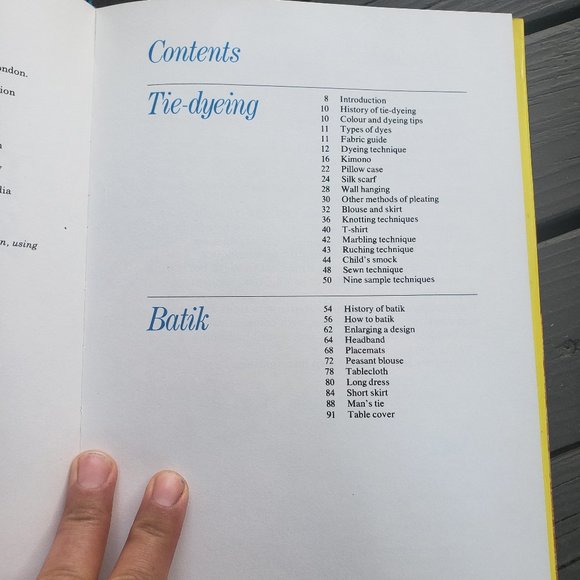 ondon.
ion
n
y
dia
n, using
Contents
Tie-dyeing
8 Introduction
10 History of tie-dyeing
10 Colour and dyeing tips
11 Types of dyes
11 Fabric guide
12 Dyeing technique
16 Kimono
22 Pillow case
24 Silk scarf
28 Wall hanging
30 Other methods of pleating
32 Blouse and skirt
36 Knotting techniques
40 T-shirt
42 Marbling technique
43 Ruching technique
44 Child's smock
48 Sewn technique
50 Nine sample techniques
Batik
54 History of batik
56 How to batik
62 Enlarging a design
64 Headband
68 Placemats
72 Peasant blouse
78 Tablecloth
80 Long dress
84 Short skirt
88 Man's tie
91 Table cover